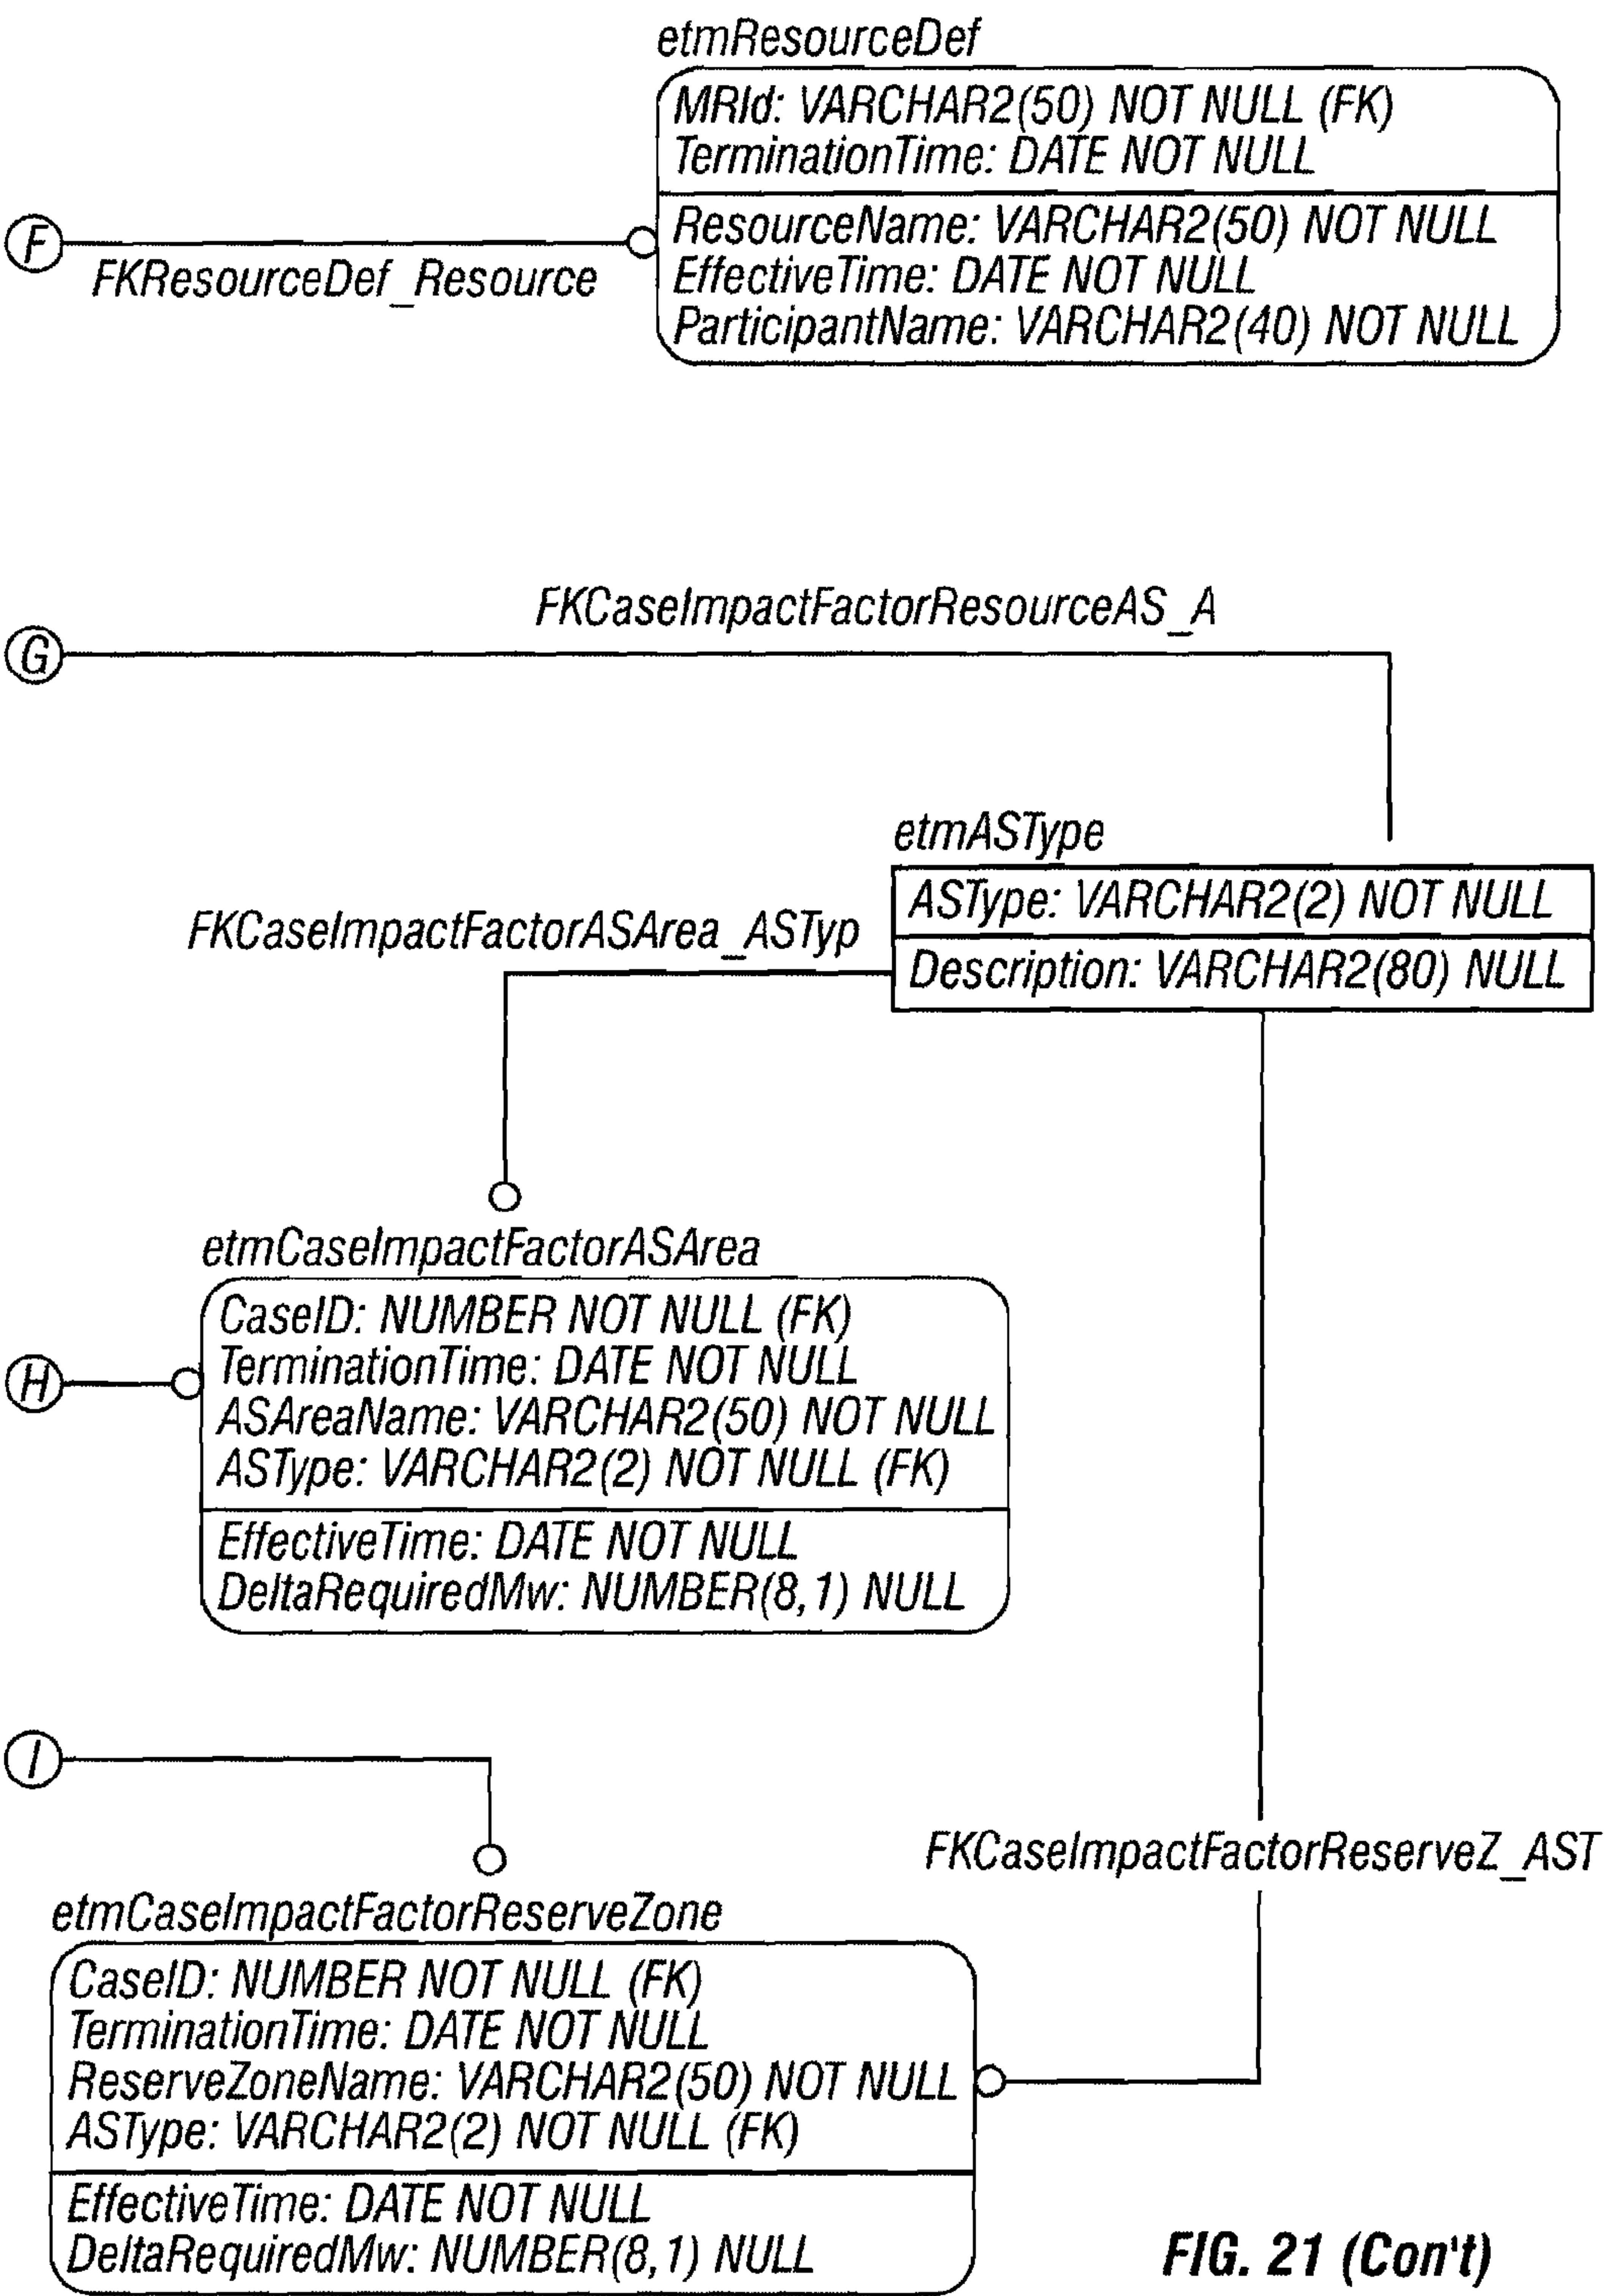 etmResourceDef
MRId: VARCHAR2(50) NOT NULL (FK)
TerminationTime: DATE NOT NULL
ResourceName: VARCHAR2(50) NOT NULL
EffectiveTime: DATE NOT NULL
ParticipantName: VARCHAR2(40) NOT NULL
F
FKResourceDef_Resource
FKCaseImpactFactorResourceAS_A
G
etmASType
ASType: VARCHAR2(2) NOT NULL
Description: VARCHAR2(80) NULL
FKCaseImpactFactorASArea_ASTyp
etmCaseImpactFactorASArea
CaseID: NUMBER NOT NULL (FK)
TerminationTime: DATE NOT NULL
ASAreaName: VARCHAR2(50) NOT NULL
ASType: VARCHAR2(2) NOT NULL (FK)
EffectiveTime: DATE NOT NULL
DeltaRequiredMw: NUMBER(8,1) NULL
H
I
FKCaseImpactFactorReserveZ_AST
etmCaseImpactFactorReserveZone
CaseID: NUMBER NOT NULL (FK)
TerminationTime: DATE NOT NULL
ReserveZoneName: VARCHAR2(50) NOT NULL
ASType: VARCHAR2(2) NOT NULL (FK)
EffectiveTime: DATE NOT NULL
DeltaRequiredMw: NUMBER(8,1) NULL
FIG. 21 (Con't)